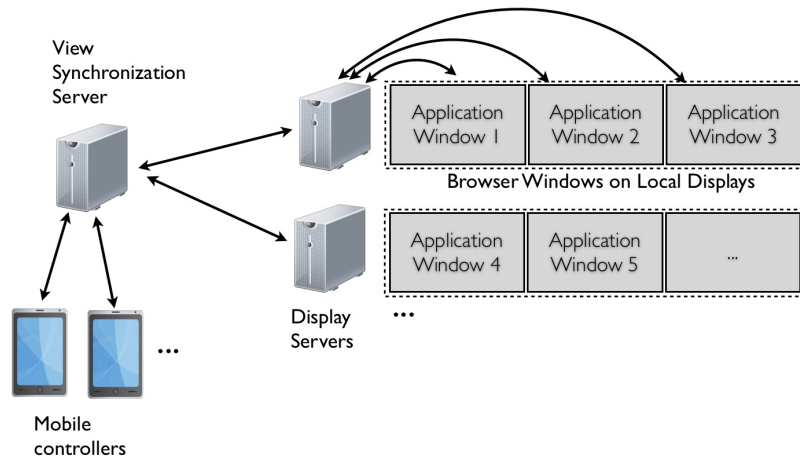 View
Synchronization
Server
Application
Window 1
Application
Window 2
Application
Window 3
Browser Windows on Local Displays
Application
Window 4
Application
Window 5
...
Display
Servers
...
...
Mobile
controllers